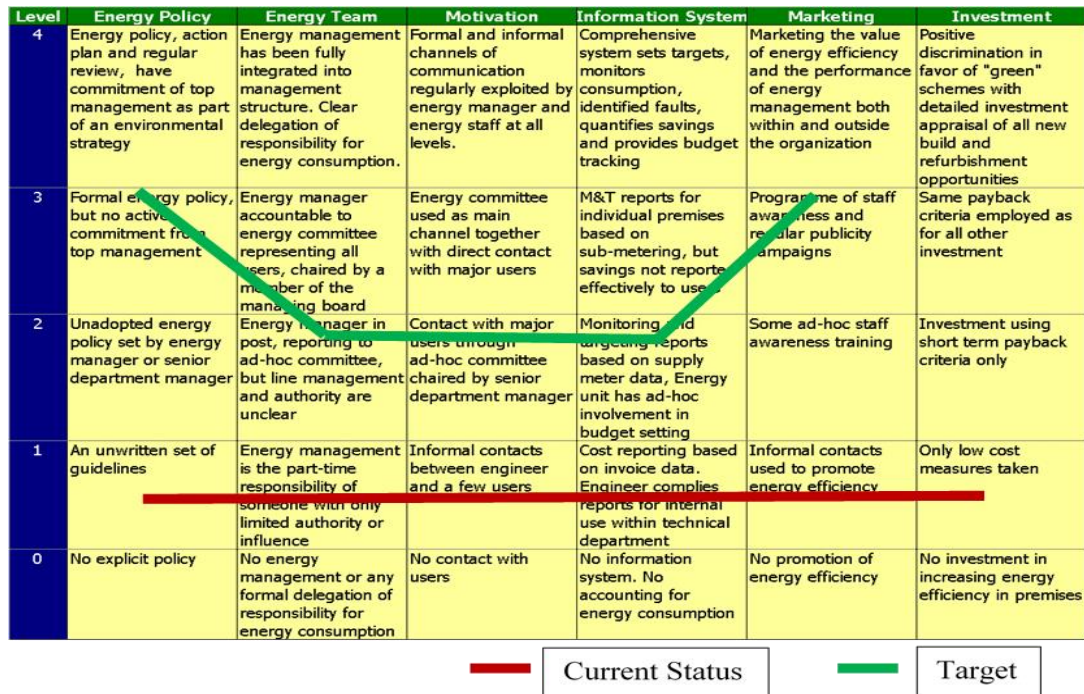 Level
Energy Policy
Energy Team
Motivation
Information System
Marketing
Investment
4
Energy policy, action
plan and regular
review, have
commitment of top
management as part
of an environmental
strategy
Energy management
has been fully
integrated into
management
structure. Clear
delegation of
responsibility for
energy consumption.
Formal and informal
channels of
communication
regularly exploited by
energy manager and
energy staff at all
levels.
Comprehensive
system sets targets,
monitors
consumption,
identified faults,
quantifies savings
and provides budget
tracking
Marketing the value
of energy efficiency
and the performance
of energy
management both
within and outside
the organization
Positive
discrimination in
favor of "green"
schemes with
detailed investment
appraisal of all new
build and
refurbishment
opportunities
3
Formal energy policy,
but no active
commitment from
top management
Energy manager
accountable to
energy committee
representing all
users, chaired by a
member of the
managing board
Energy committee
used as main
channel together
with direct contact
with major users
M&T reports for
individual premises
based on
sub-metering, but
savings not reported
effectively to users
Programme of staff
awareness and
regular publicity
campaigns
Same payback
criteria employed as
for all other
investment
2
Unadopted energy
policy set by energy
manager or senior
department manager
Energy manager in
post, reporting to
ad-hoc committee,
but line management
and authority are
unclear
Contact with major
users through
ad-hoc committee
chaired by senior
department manager
Monitoring and
targeting reports
based on supply
meter data, Energy
unit has ad-hoc
involvement in
budget setting
Some ad-hoc staff
awareness training
Investment using
short term payback
criteria only
1
An unwritten set of
guidelines
Energy management
is the part-time
responsibility of
someone with only
limited authority or
influence
Informal contacts
between engineer
and a few users
Cost reporting based
on invoice data.
Engineer complies
reports for internal
use within technical
department
Informal contacts
used to promote
energy efficiency
Only low cost
measures taken
0
No explicit policy
No energy
management or any
formal delegation of
responsibility for
energy consumption
No contact with
users
No information
system. No
accounting for
energy consumption
No promotion of
energy efficiency
No investment in
increasing energy
efficiency in premises
Current Status
Target